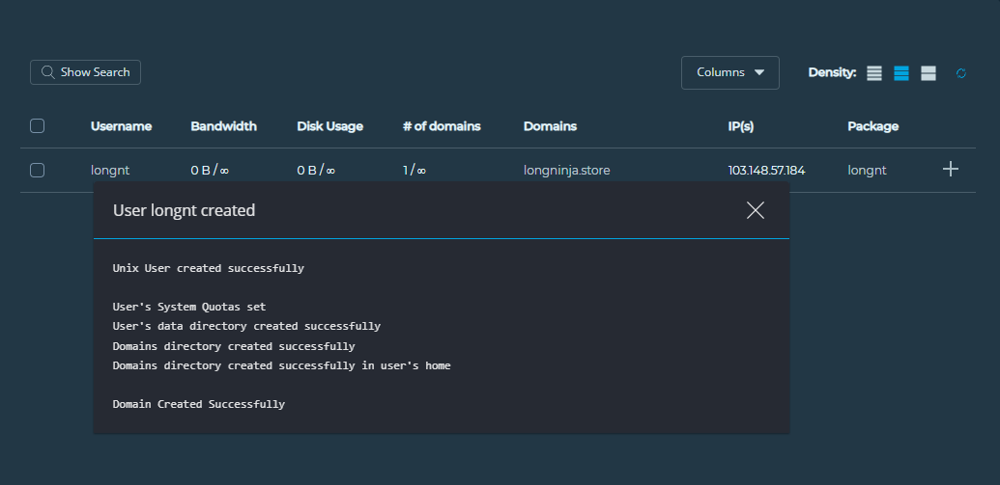 Show Search
Columns
Density:
Username Bandwidth Disk Usage # of domains Domains IP(s) Package
longnt 0 B / ∞ 0 B / ∞ 1 / ∞ longninja.store 103.148.57.184 longnt
User longnt created
Unix User created successfully
User's System Quotas set
User's data directory created successfully
Domains directory created successfully
Domains directory created successfully in user's home
Domain Created Successfully